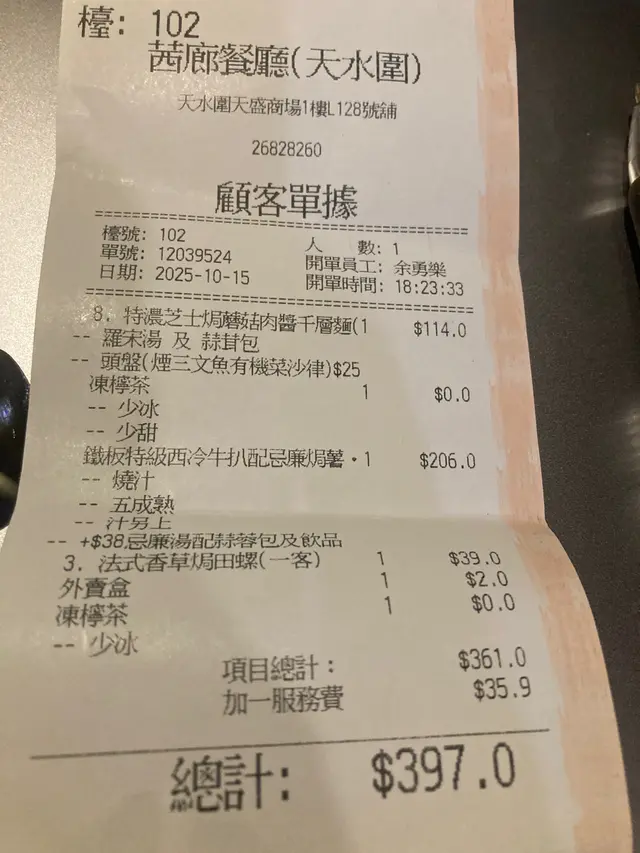 檯: 102
茜廊餐廳(天水圍)
天水圍天盛商場1樓L128號舖
26828260
顧客單據
檯號: 102 人 數: 1
單號: 12039524 開單員工: 余勇樂
日期: 2025-10-15 開單時間: 18:23:33
8. 特濃芝士焗蘑菇肉醬千層麵(1 $114.0
-- 羅宋湯 及 蒜茸包
-- 頭盤(煙三文魚有機菜沙律)$25
凍檸茶 1 $0.0
-- 少冰
-- 少甜
鐵板特級西冷牛扒配忌廉焗薯·1 $206.0
-- 燒汁
-- 五成熟
-- 汁另上
-- +$38忌廉湯配蒜蓉包及飲品
3. 法式香草焗田螺(一客) 1 $39.0
外賣盒 1 $2.0
凍檸茶 1 $0.0
-- 少冰
項目總計: $361.0
加一服務費 $35.9
總計: $397.0